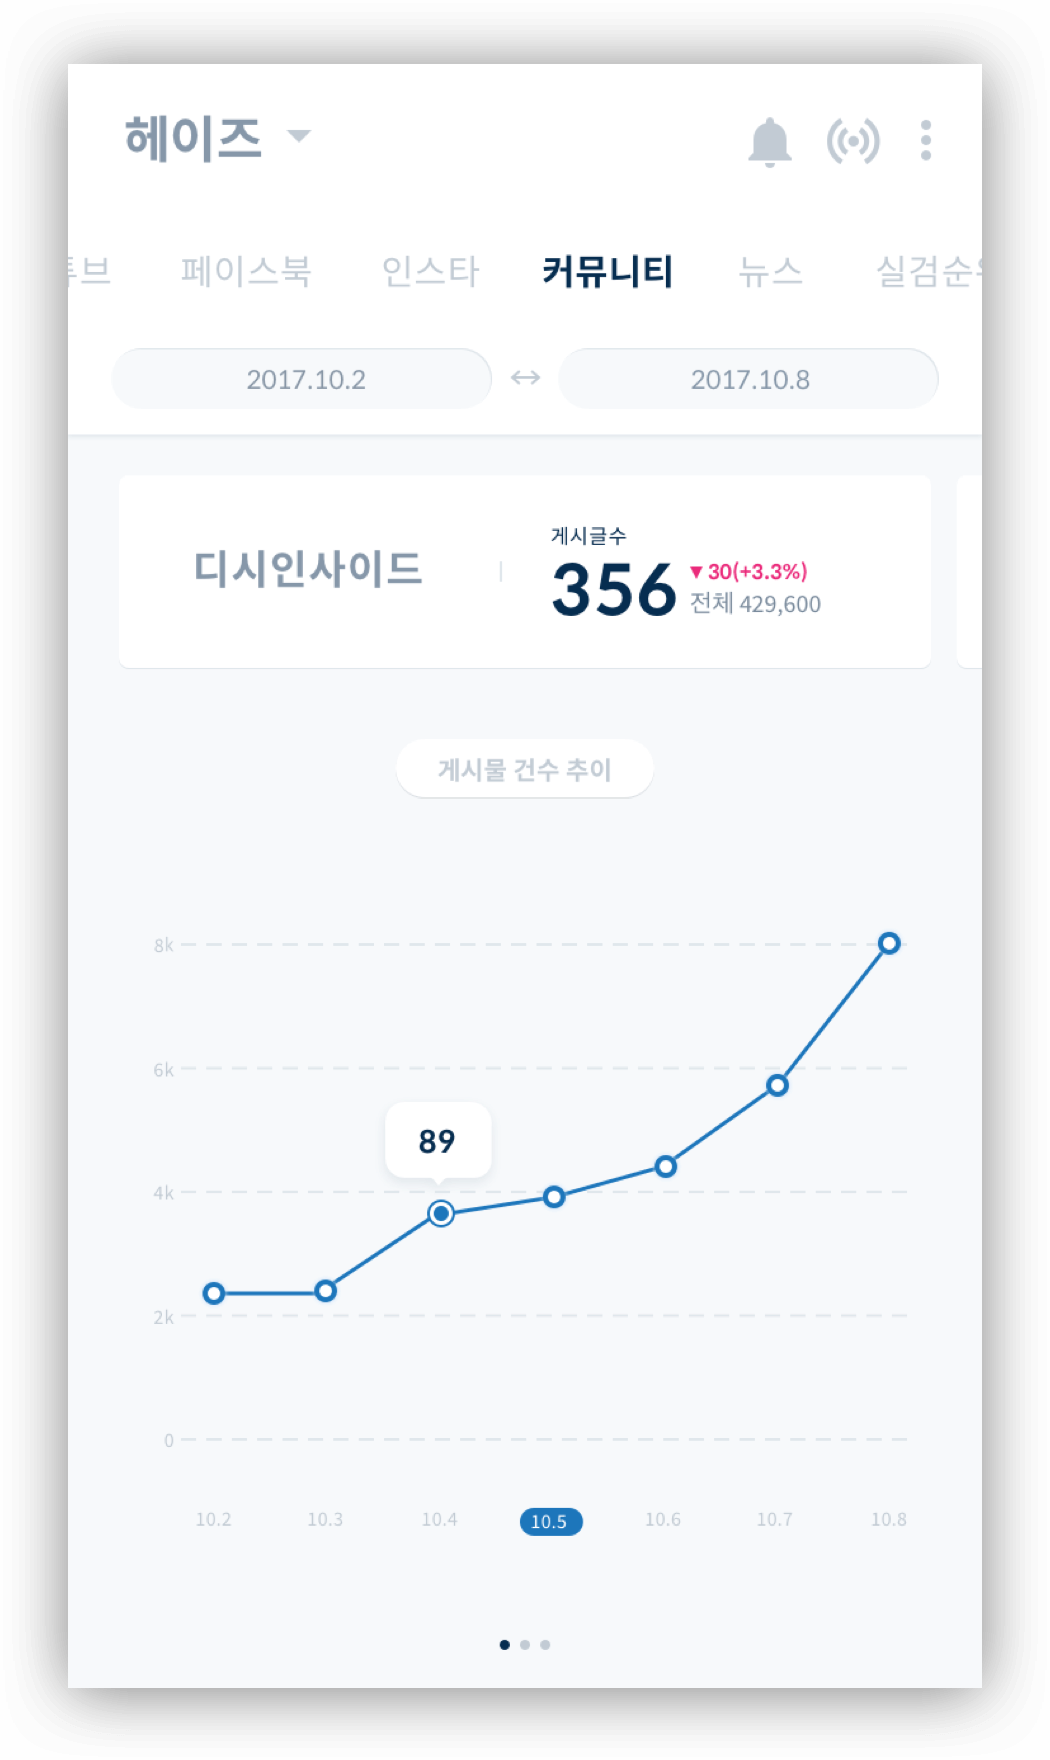 헤이즈
브 페이스북 인스타 커뮤니티 뉴스 실검순
2017.10.2 ↔ 2017.10.8
디시인사이드
게시글수
356 ▼30(+3.3%)
전체 429,600
게시물 건수 추이
8k
6k
89
4k
2k
0
10.2 10.3 10.4 10.5 10.6 10.7 10.8